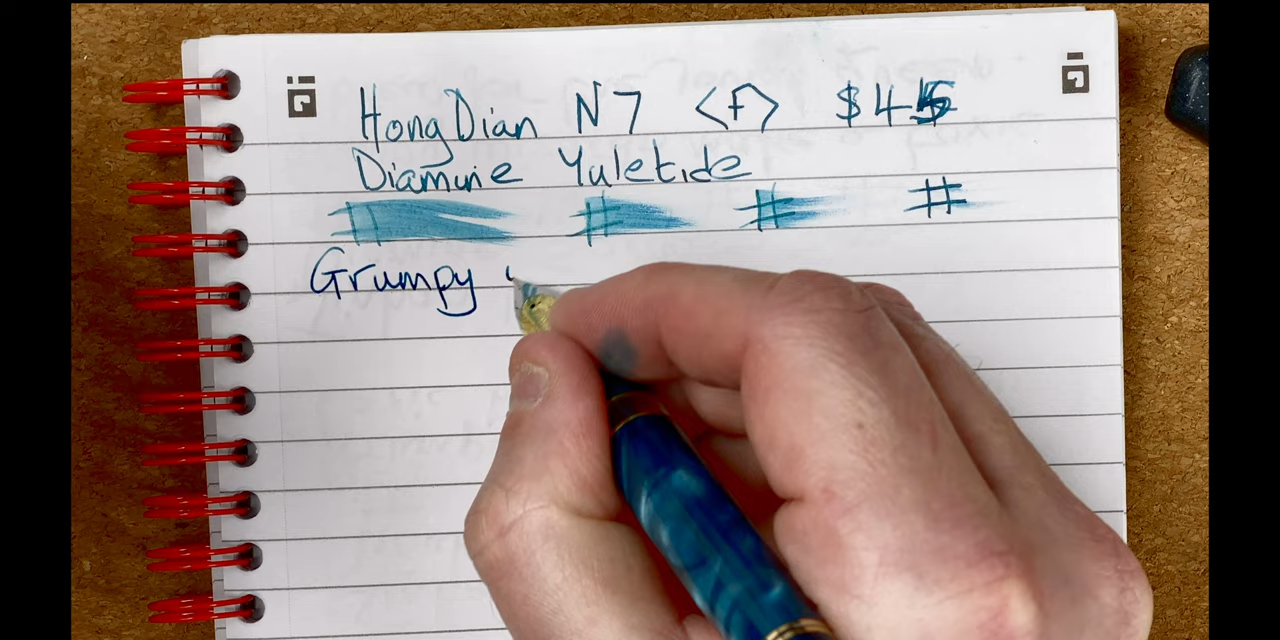 HongDian N7 <F> $45
Diamine Yuletide
# # # #
Grumpy